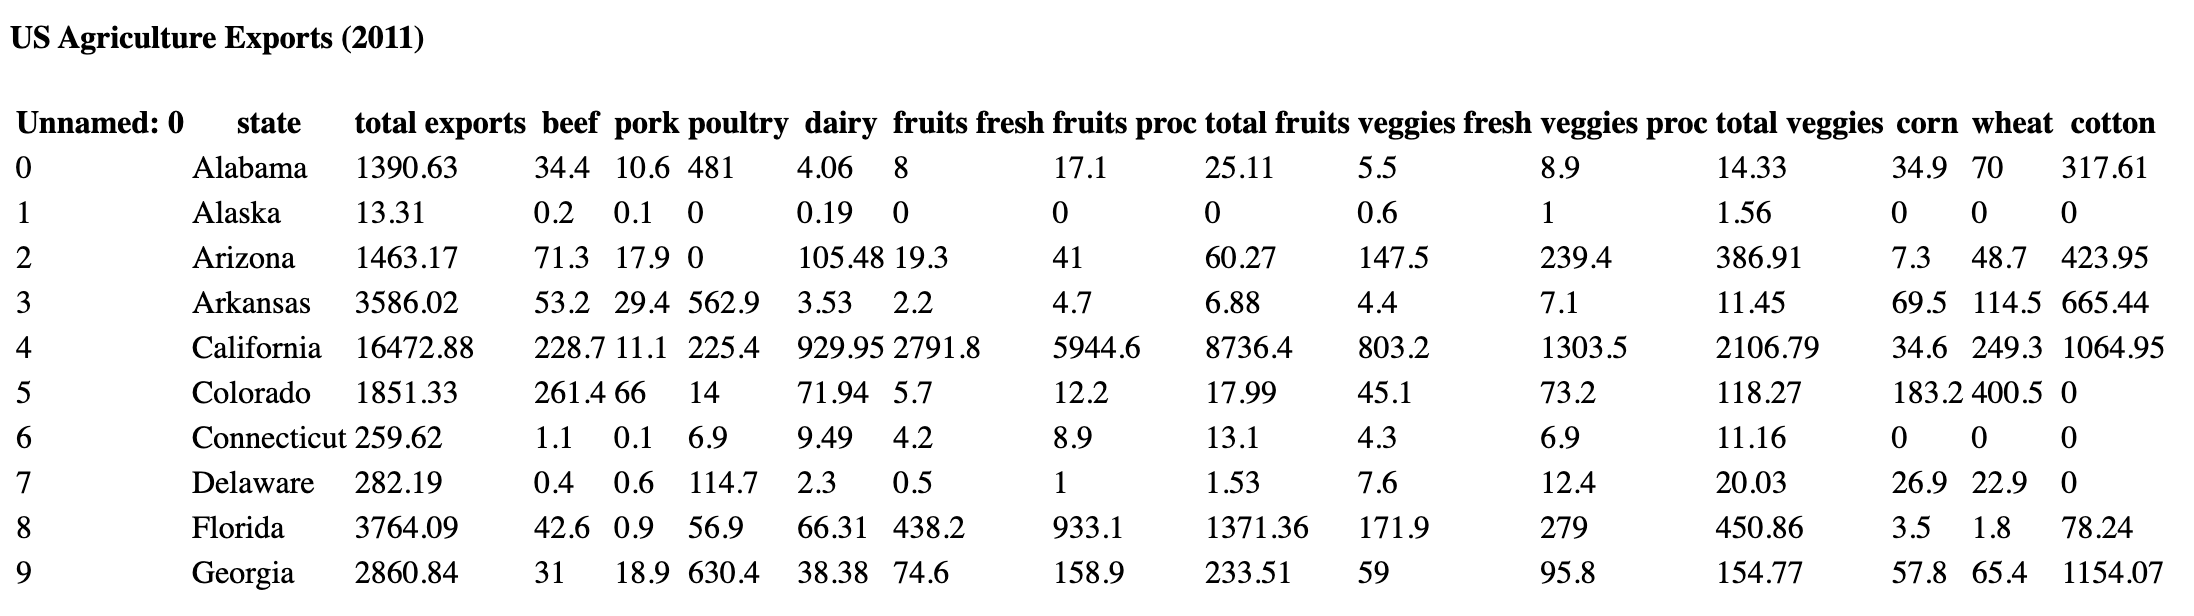 US Agriculture Exports (2011)
Unnamed: 0 state total exports beef pork poultry dairy fruits fresh fruits proc total fruits veggies fresh veggies proc total veggies corn wheat cotton
0 Alabama 1390.63 34.4 10.6 481 4.06 8 17.1 25.11 5.5 8.9 14.33 34.9 70 317.61
1 Alaska 13.31 0.2 0.1 0 0.19 0 0 0 0.6 1 1.56 0 0 0
2 Arizona 1463.17 71.3 17.9 0 105.48 19.3 41 60.27 147.5 239.4 386.91 7.3 48.7 423.95
3 Arkansas 3586.02 53.2 29.4 562.9 3.53 2.2 4.7 6.88 4.4 7.1 11.45 69.5 114.5 665.44
4 California 16472.88 228.7 11.1 225.4 929.95 2791.8 5944.6 8736.4 803.2 1303.5 2106.79 34.6 249.3 1064.95
5 Colorado 1851.33 261.4 66 14 71.94 5.7 12.2 17.99 45.1 73.2 118.27 183.2 400.5 0
6 Connecticut 259.62 1.1 0.1 6.9 9.49 4.2 8.9 13.1 4.3 6.9 11.16 0 0 0
7 Delaware 282.19 0.4 0.6 114.7 2.3 0.5 1 1.53 7.6 12.4 20.03 26.9 22.9 0
8 Florida 3764.09 42.6 0.9 56.9 66.31 438.2 933.1 1371.36 171.9 279 450.86 3.5 1.8 78.24
9 Georgia 2860.84 31 18.9 630.4 38.38 74.6 158.9 233.51 59 95.8 154.77 57.8 65.4 1154.07